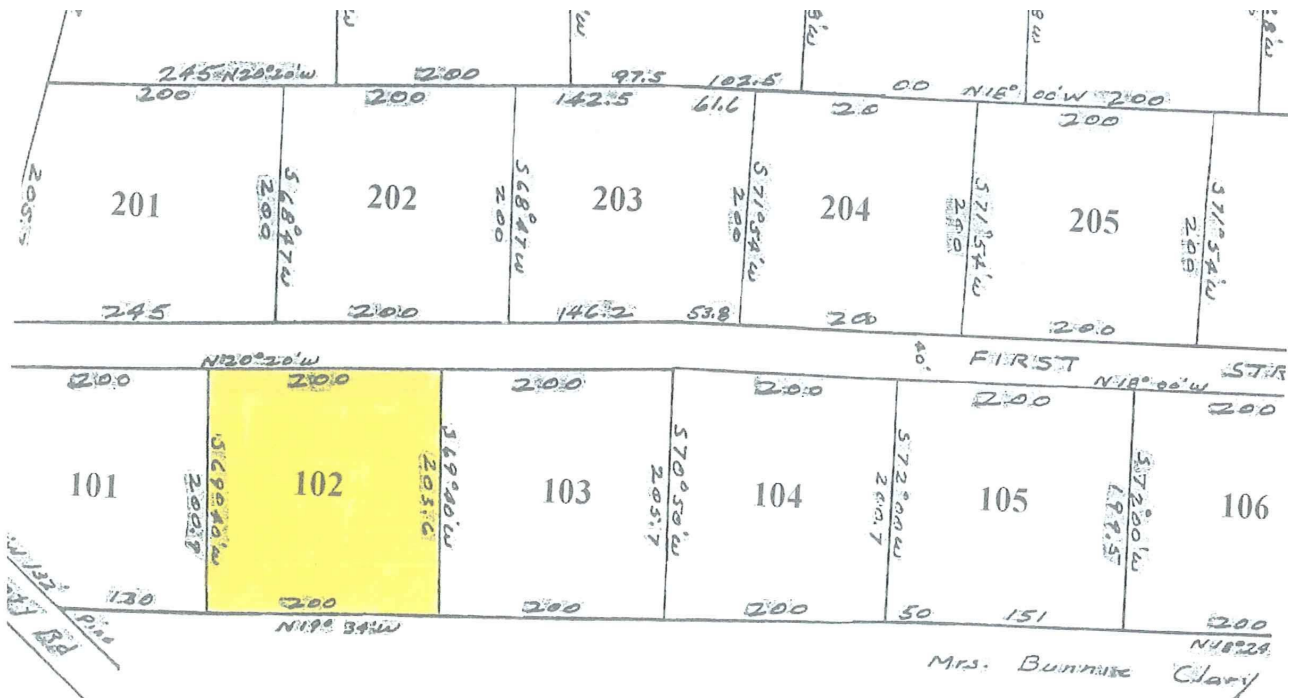 245 N20°20'W 200 97.5 102.5 00 N18°00'W 200
200 200 142.5 61.6 20 200
201 S68°47'W 200 202 S68°47'W 200 203 S71°54'W 200 204 S71°54'W 200 205 S71°54'W 200
245 200 146.2 53.8 200 200
40' FIRST STR
N20°20'W N18°00'W
200 200 200 200 200 200
101 S69°40'W 102 S69°40'W 203.6 103 S70°50'W 205.7 104 S72°00'W 200.7 105 S72°00'W 199.5 106
130 200 200 200 50 151 200
N19°34'W N18°24
Rd
Mrs. Clary